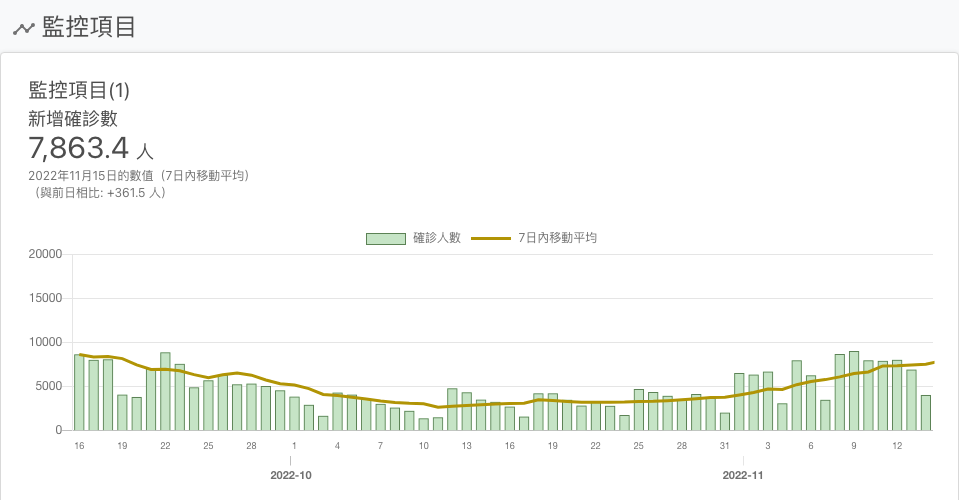 監控項目
監控項目(1)
新增確診數
7,863.4 人
2022年11月15日的數值（7日內移動平均）
（與前日相比: +361.5 人）
確診人數 7日內移動平均
20000
15000
10000
5000
0
16 19 22 25 28 1 4 7 10 13 16 19 22 25 28 31 3 6 9 12
2022-10 2022-11